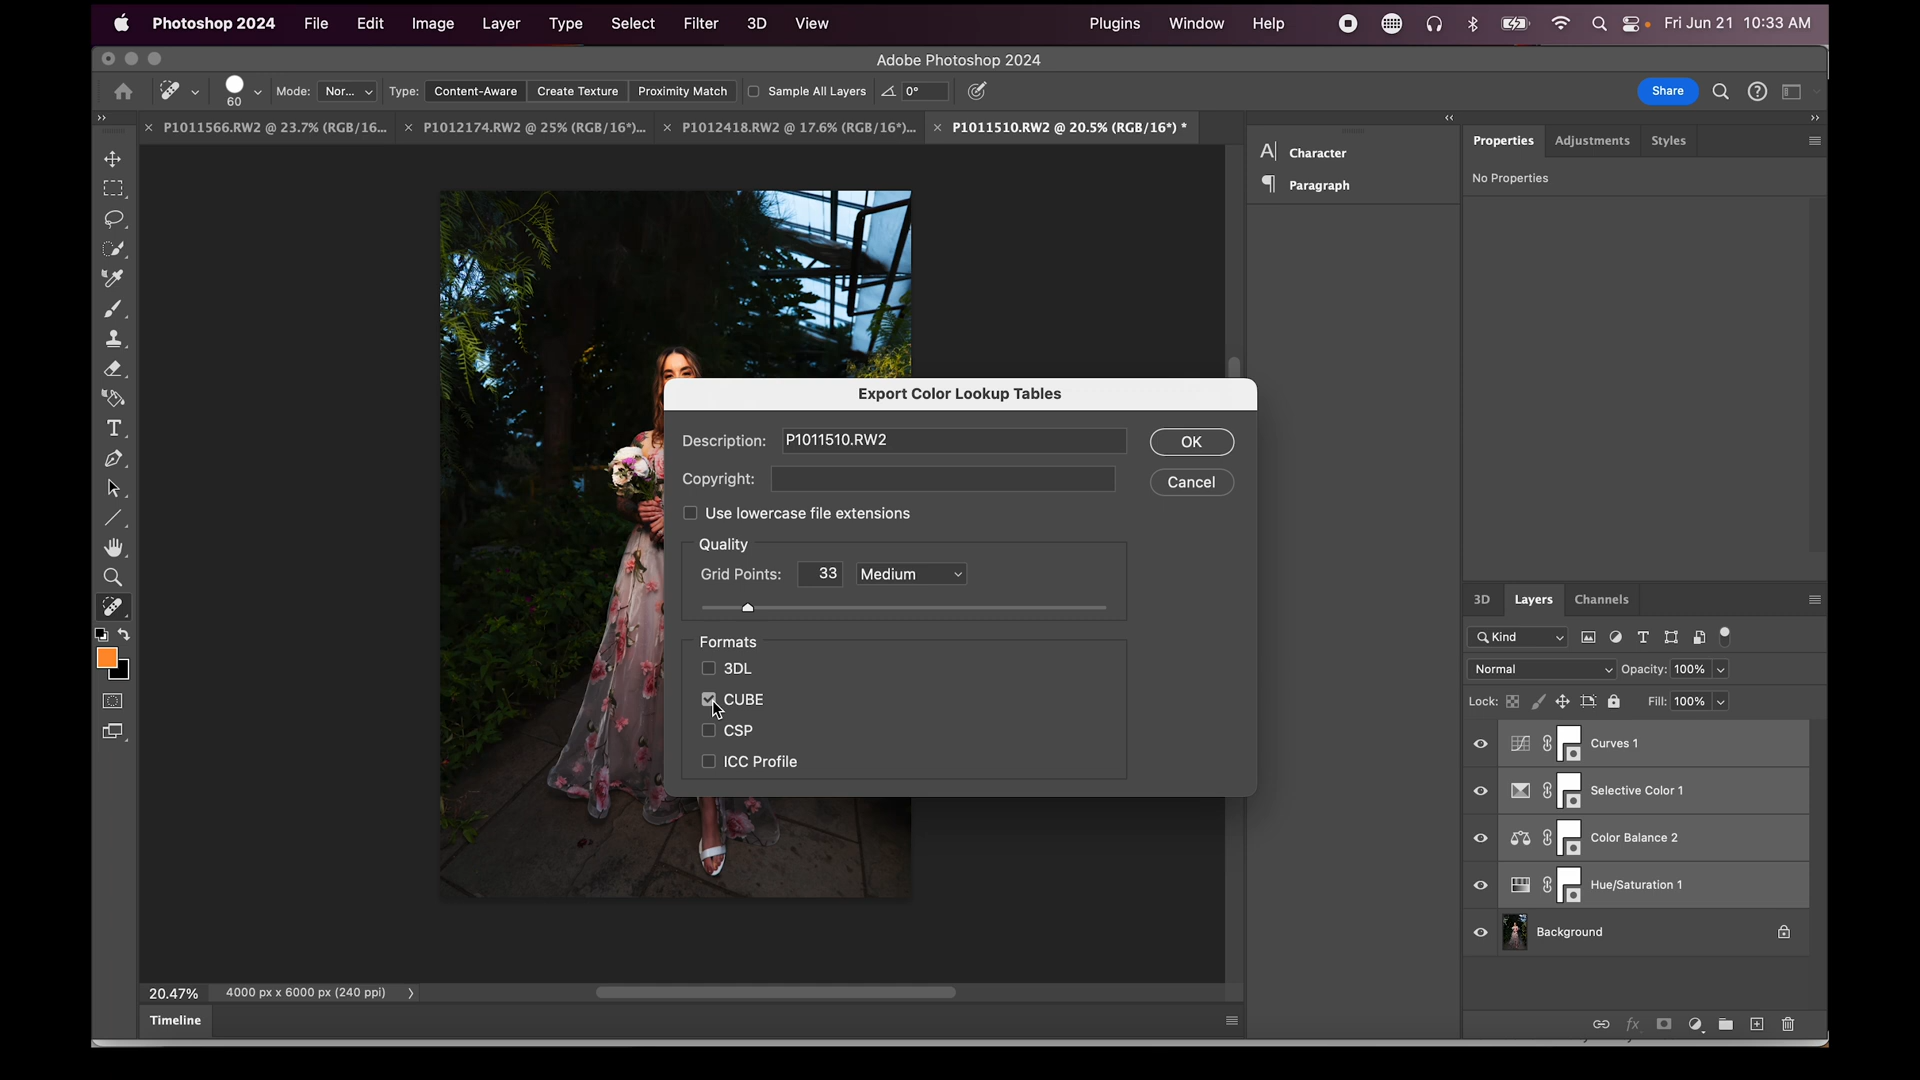 Photoshop 2024 File Edit Image Layer Type Select Filter 3D View Plugins Window Help Fri Jun 21 10:33 AM
Adobe Photoshop 2024
60 Mode: Nor... Type: Content-Aware Create Texture Proximity Match Sample All Layers 0° Share
P1011566.RW2 @ 23.7% (RGB/16... P1012174.RW2 @ 25% (RGB/16*)... P1012418.RW2 @ 17.6% (RGB/16*)... P1011510.RW2 @ 20.5% (RGB/16*) *
Character
Paragraph
Properties Adjustments Styles
No Properties
Export Color Lookup Tables
Description: P1011510.RW2 OK
Copyright: Cancel
Use lowercase file extensions
Quality
Grid Points: 33 Medium
Formats
3DL
CUBE
CSP
ICC Profile
3D Layers Channels
Kind
Normal Opacity: 100%
Lock: Fill: 100%
Curves 1
Selective Color 1
Color Balance 2
Hue/Saturation 1
Background
fx
20.47% 4000 px x 6000 px (240 ppi)
Timeline